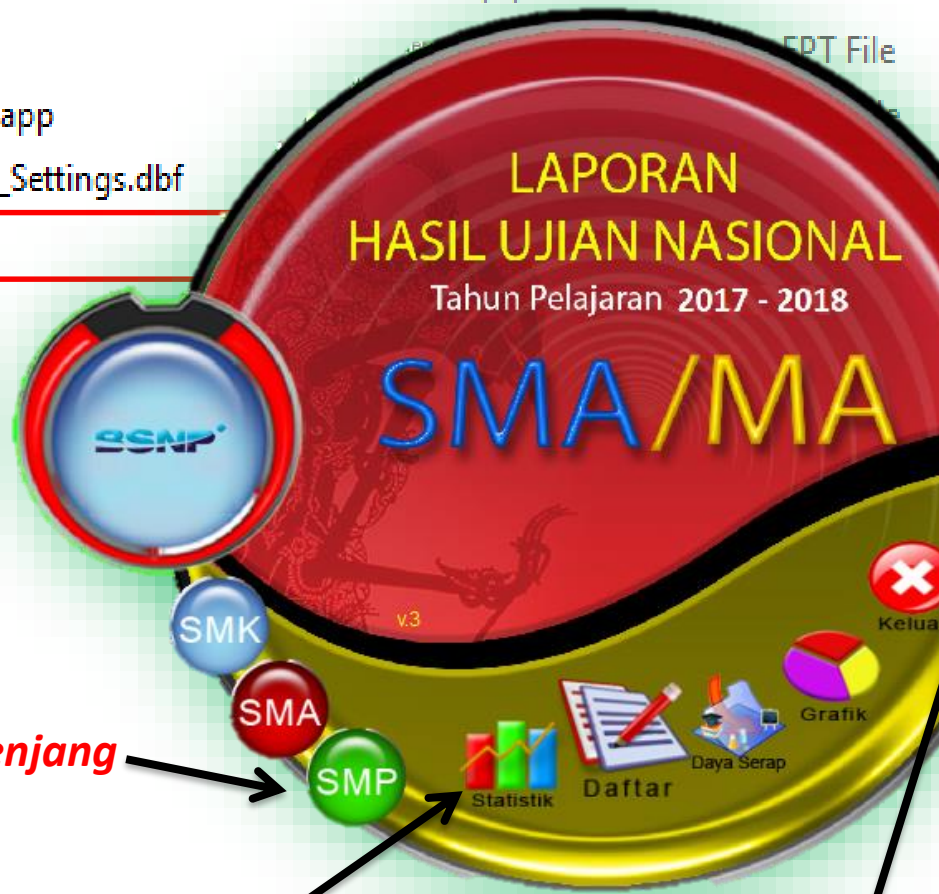 FPT File
app
_Settings.dbf
LAPORAN
HASIL UJIAN NASIONAL
Tahun Pelajaran 2017 - 2018
SMA/MA
BSNP
v.3
SMK
SMA
SMP
enjang
Statistik
Daftar
Daya Serap
Grafik
Kelua